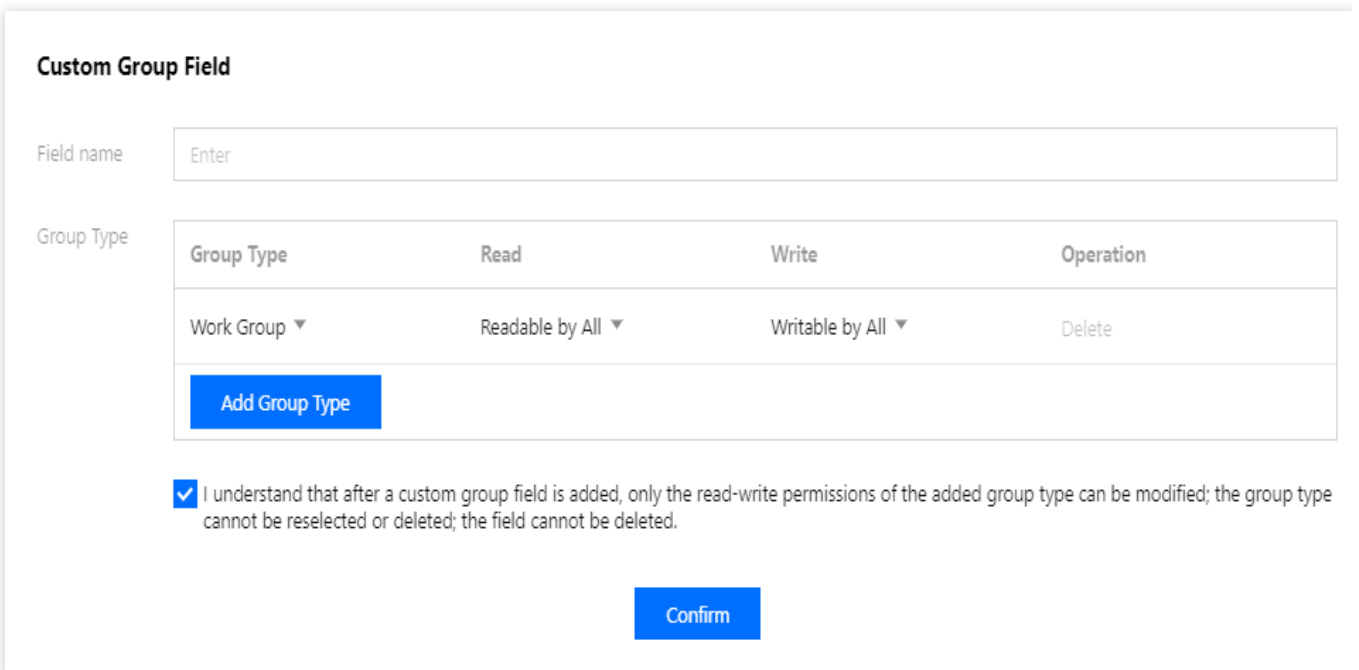 Custom Group Field
Field name
Enter
Group Type
Group Type Read Write Operation
Work Group Readable by All Writable by All Delete
Add Group Type
I understand that after a custom group field is added, only the read-write permissions of the added group type can be modified; the group type
cannot be reselected or deleted; the field cannot be deleted.
Confirm